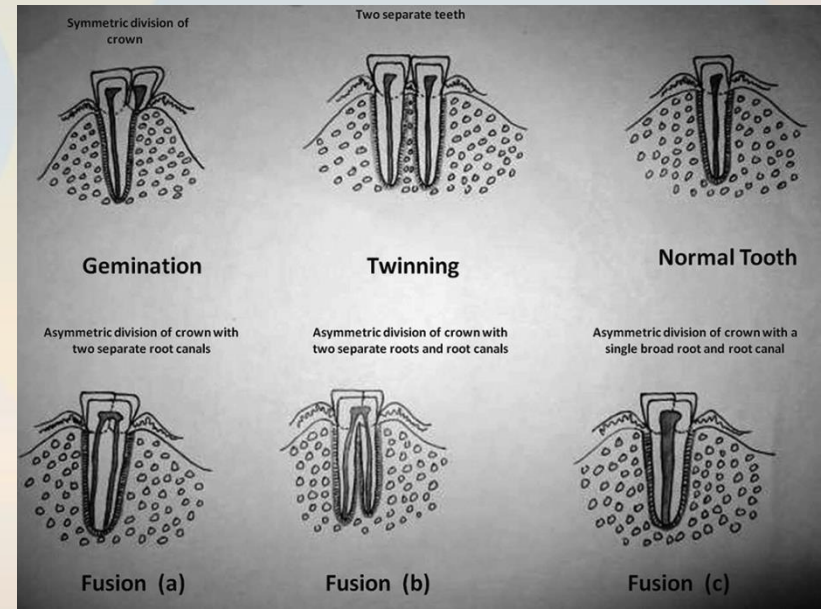 Symmetric division of
crown
Two separate teeth
Gemination
Twinning
Normal Tooth
Asymmetric division of crown with
two separate root canals
Asymmetric division of crown with
two separate roots and root canals
Asymmetric division of crown with a
single broad root and root canal
Fusion (a)
Fusion (b)
Fusion (c)